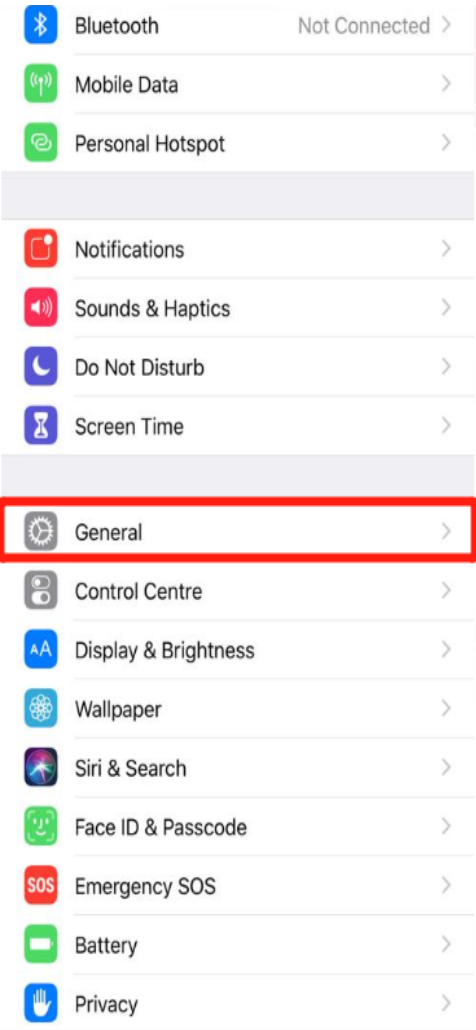 Bluetooth Not Connected
Mobile Data
Personal Hotspot
Notifications
Sounds & Haptics
Do Not Disturb
Screen Time
General
Control Centre
AA Display & Brightness
Wallpaper
Siri & Search
Face ID & Passcode
SOS Emergency SOS
Battery
Privacy